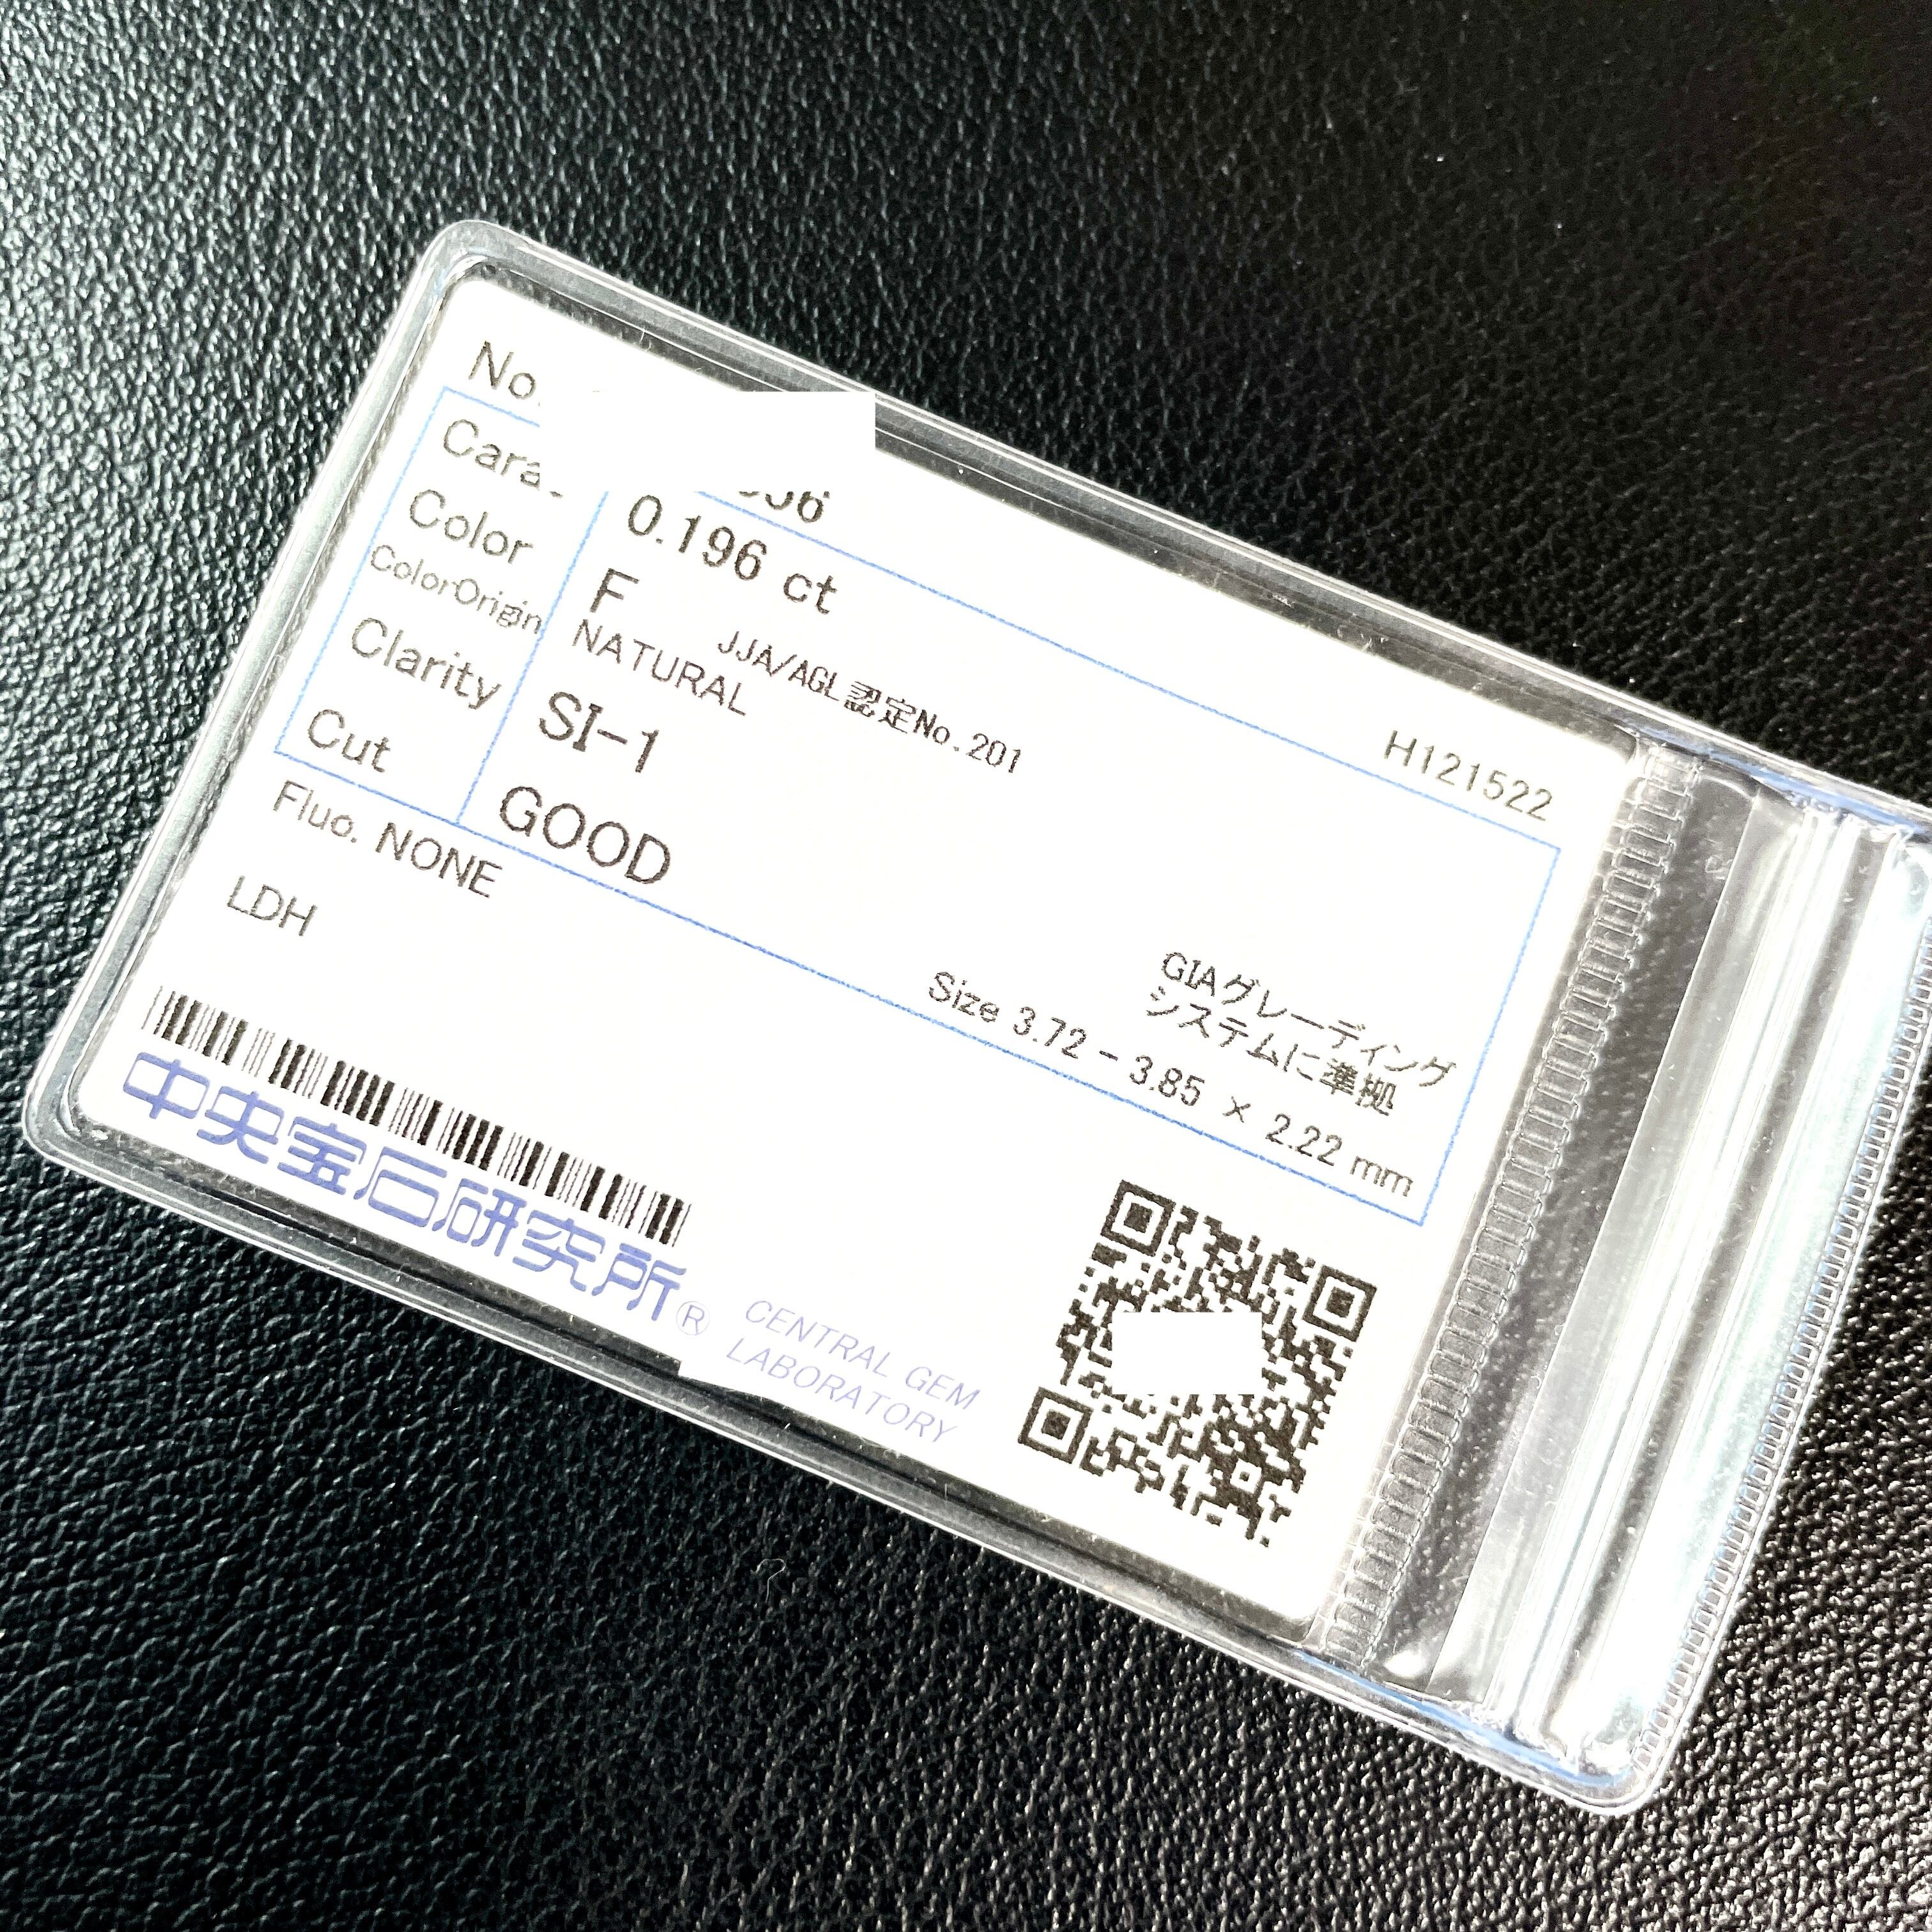 No.
Color
ColorOrigin
Clarity
Cut
0.196 ct
F
JJA/AGL認定No.201
NATURAL
SI-1
GOOD
H121522
GIAグレーディング
システムに準拠
Size 3.72 - 3.85 × 2.22 mm
Fluo. NONE
LDH
中央宝石研究所®
CENTRAL GEM
LABORATORY